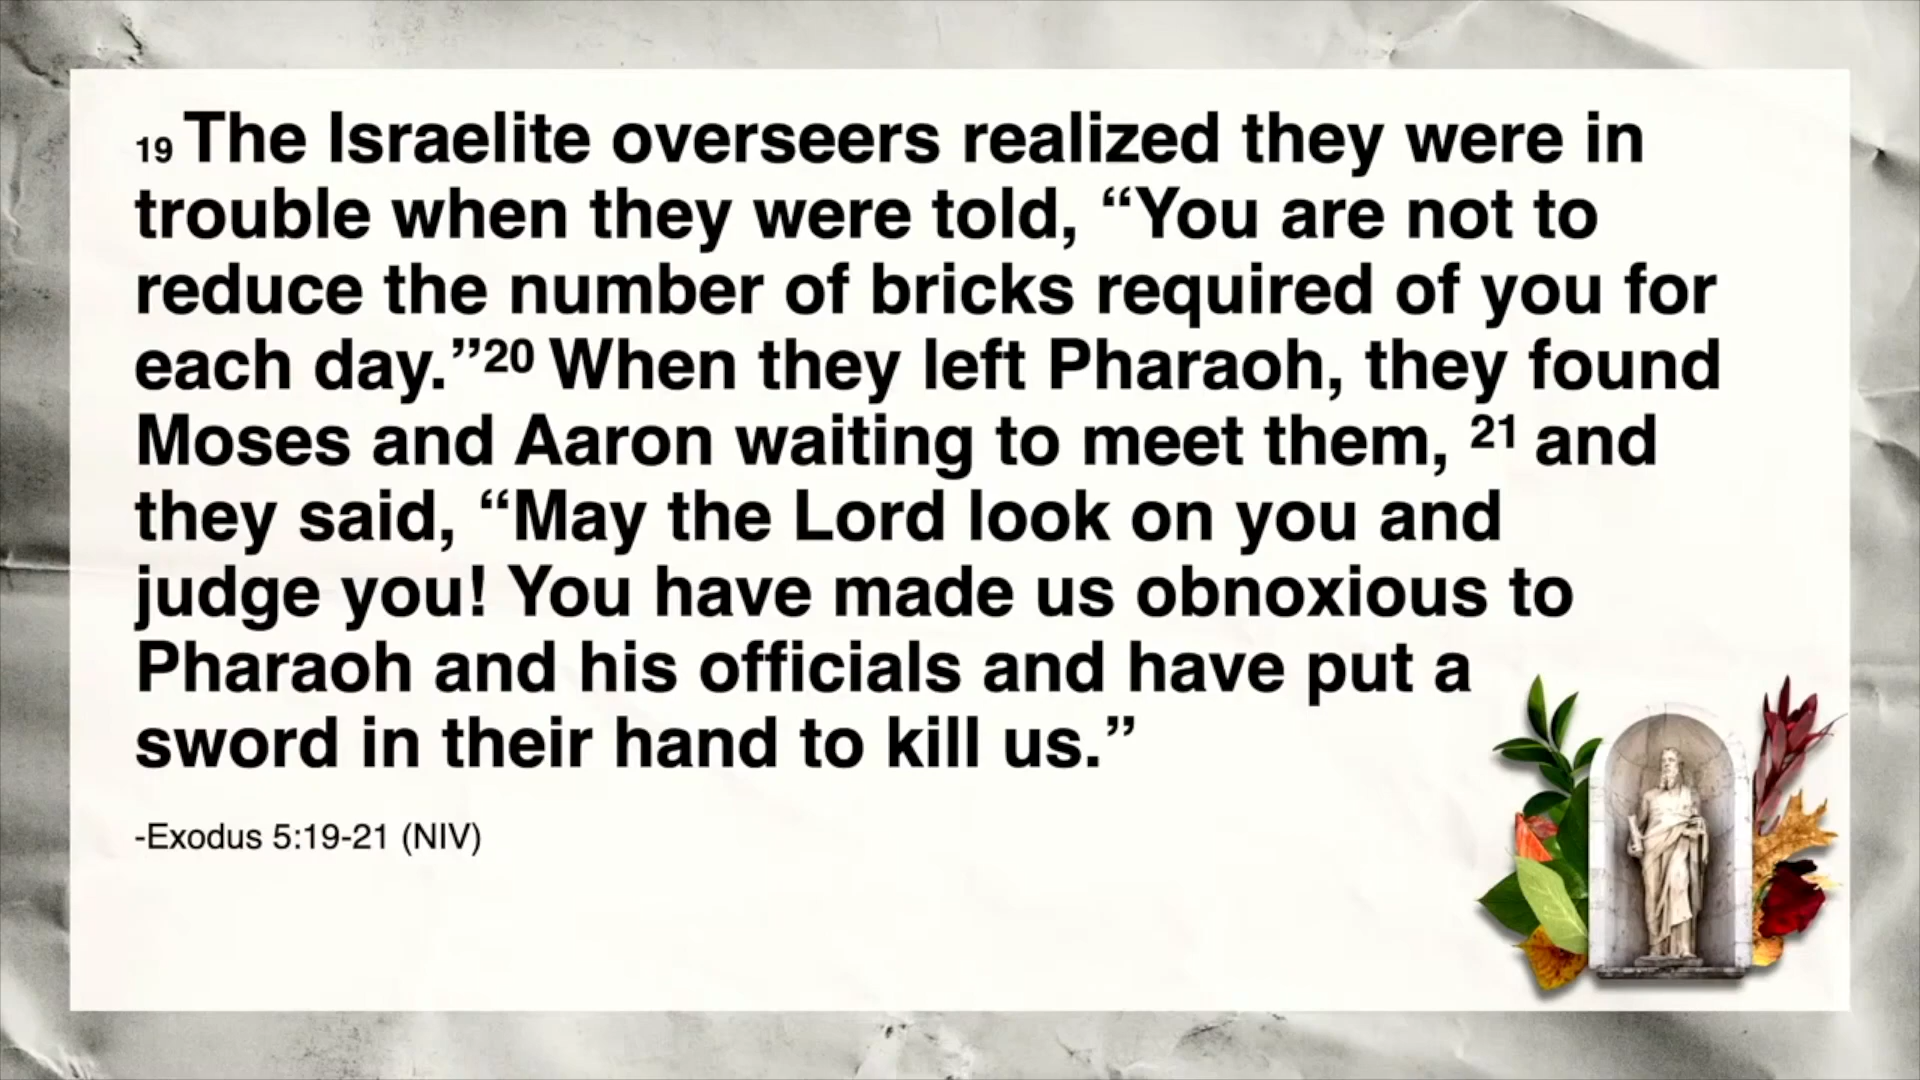 19 The Israelite overseers realized they were in
trouble when they were told, “You are not to
reduce the number of bricks required of you for
each day.”20 When they left Pharaoh, they found
Moses and Aaron waiting to meet them, 21 and
they said, “May the Lord look on you and
judge you! You have made us obnoxious to
Pharaoh and his officials and have put a
sword in their hand to kill us.”
-Exodus 5:19-21 (NIV)